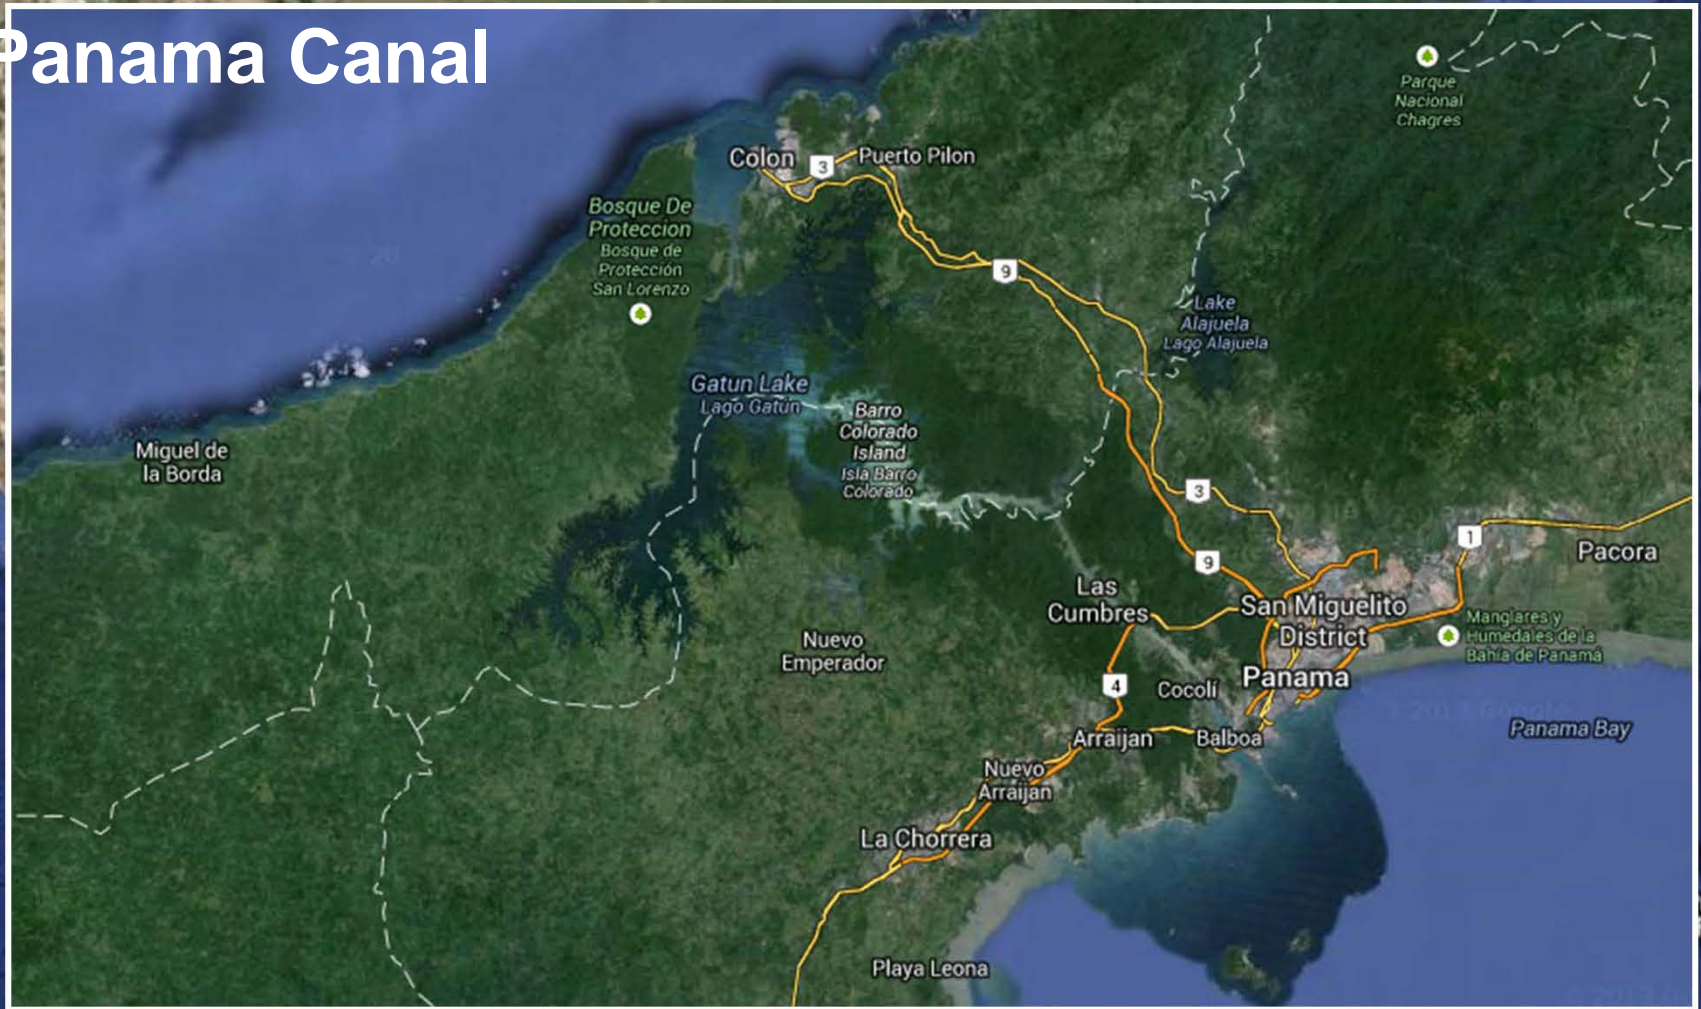 Panama Canal
Parque
Nacional
Chagres
Colon
3
Puerto Pilon
Bosque De
Proteccion
Bosque de
Protección
San Lorenzo
9
Lake
Alajuela
Lago Alajuela
Gatun Lake
Lago Gatún
Barro
Colorado
Island
Isla Barro
Colorado
Miguel de
la Borda
3
1
Pacora
9
Las
Cumbres
San Miguelito
District
Manglares y
Humedales de la
Bahía de Panamá
Nuevo
Emperador
Panama
4
Cocolí
Panama Bay
Arraijan
Balboa
Nuevo
Arraijan
La Chorrera
Playa Leona